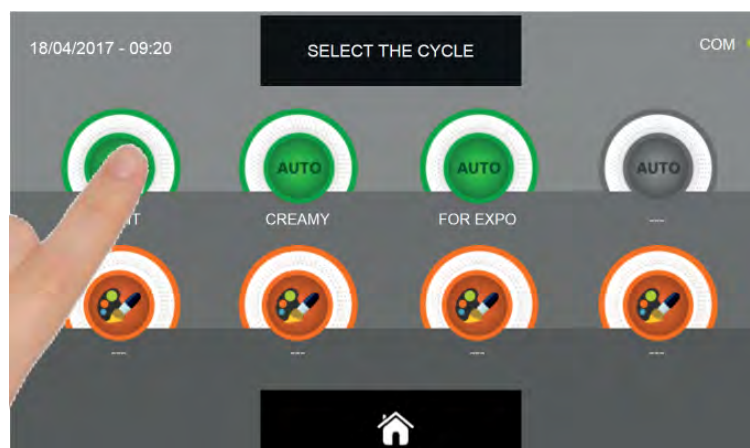 18/04/2017 - 09:20
SELECT THE CYCLE
COM
AUTO
AUTO
AUTO
CREAMY
FOR EXPO
---
---
---
---
---